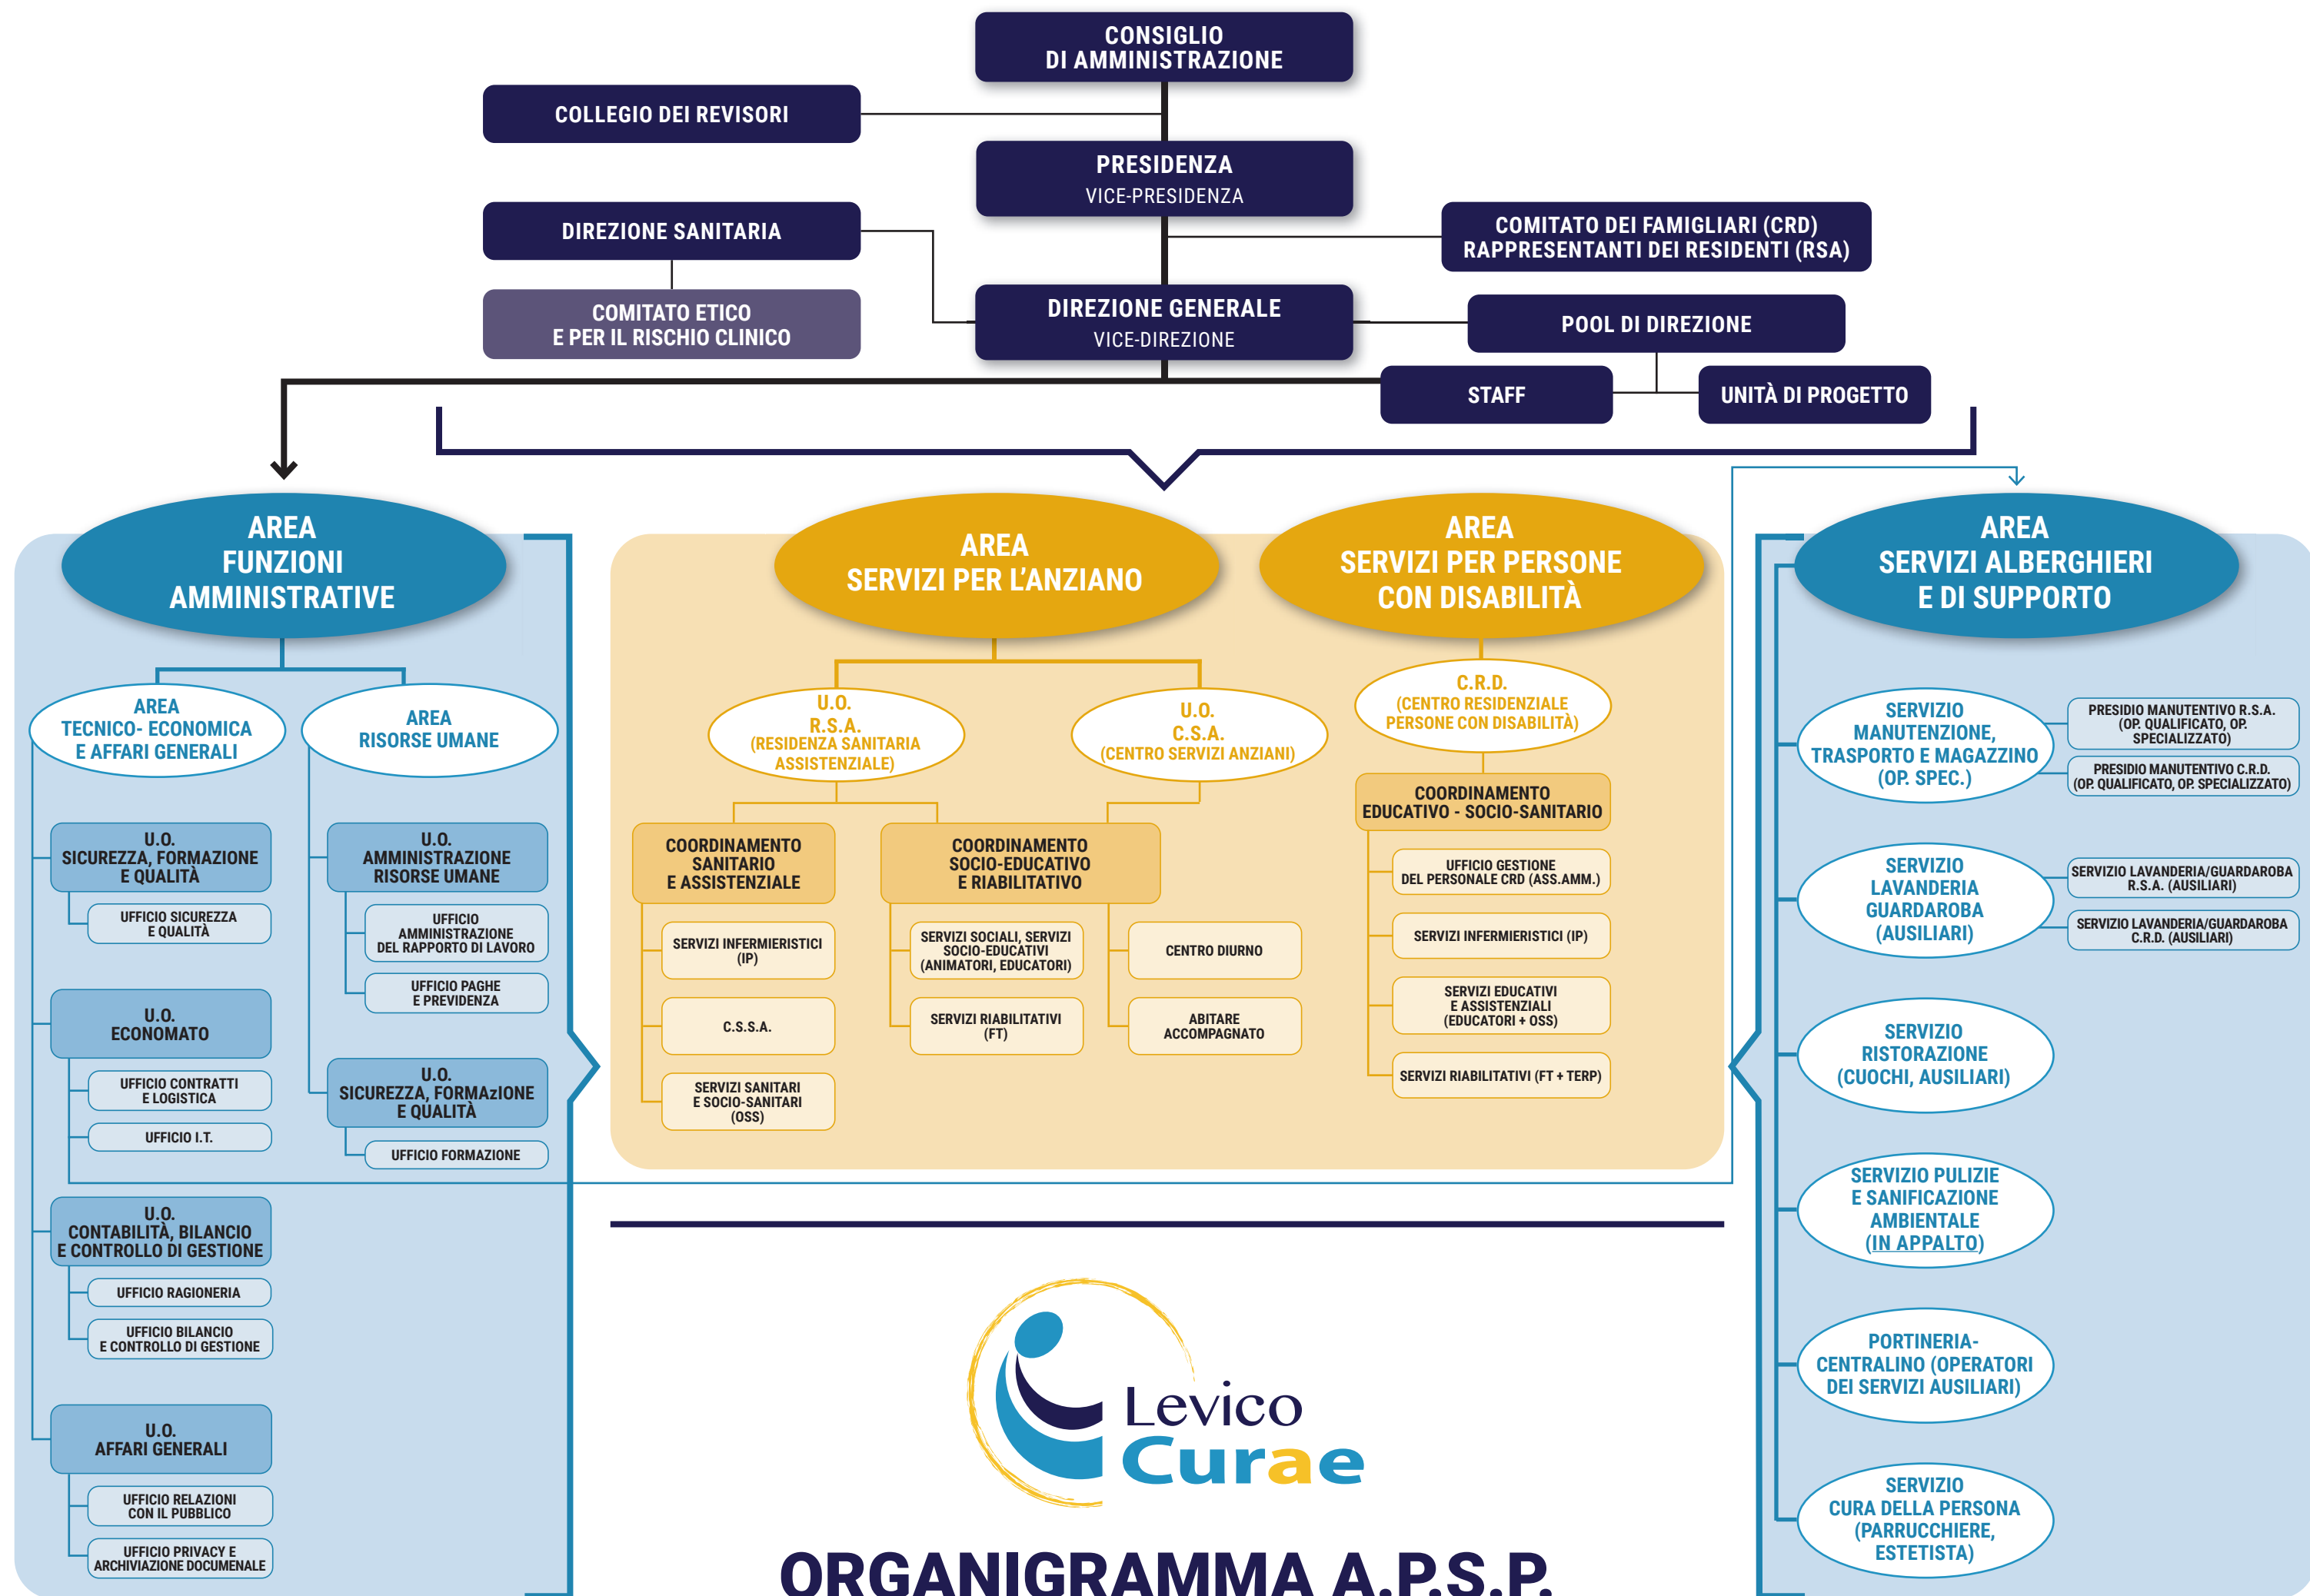 CONSIGLIO
DI AMMINISTRAZIONE
COLLEGIO DEI REVISORI
PRESIDENZA
VICE-PRESIDENZA
DIREZIONE SANITARIA
COMITATO DEI FAMIGLIARI (CRD)
RAPPRESENTANTI DEI RESIDENTI (RSA)
COMITATO ETICO
E PER IL RISCHIO CLINICO
DIREZIONE GENERALE
VICE-DIREZIONE
POOL DI DIREZIONE
STAFF
UNITÀ DI PROGETTO
AREA
FUNZIONI
AMMINISTRATIVE
AREA
TECNICO- ECONOMICA
E AFFARI GENERALI
U.O.
SICUREZZA, FORMAZIONE
E QUALITÀ
UFFICIO SICUREZZA
E QUALITÀ
U.O.
ECONOMATO
UFFICIO CONTRATTI
E LOGISTICA
UFFICIO I.T.
U.O.
CONTABILITÀ, BILANCIO
E CONTROLLO DI GESTIONE
UFFICIO RAGIONERIA
UFFICIO BILANCIO
E CONTROLLO DI GESTIONE
U.O.
AFFARI GENERALI
UFFICIO RELAZIONI
CON IL PUBBLICO
UFFICIO PRIVACY E
ARCHIVIAZIONE DOCUMENALE
AREA
RISORSE UMANE
U.O.
AMMINISTRAZIONE
RISORSE UMANE
UFFICIO
AMMINISTRAZIONE
DEL RAPPORTO DI LAVORO
UFFICIO PAGHE
E PREVIDENZA
U.O.
SICUREZZA, FORMAzIONE
E QUALITÀ
UFFICIO FORMAZIONE
AREA
SERVIZI PER L'ANZIANO
U.O.
R.S.A.
(RESIDENZA SANITARIA
ASSISTENZIALE)
U.O.
C.S.A.
(CENTRO SERVIZI ANZIANI)
COORDINAMENTO
SANITARIO
E ASSISTENZIALE
SERVIZI INFERMIERISTICI
(IP)
C.S.S.A.
SERVIZI SANITARI
E SOCIO-SANITARI
(OSS)
COORDINAMENTO
SOCIO-EDUCATIVO
E RIABILITATIVO
SERVIZI SOCIALI, SERVIZI
SOCIO-EDUCATIVI
(ANIMATORI, EDUCATORI)
SERVIZI RIABILITATIVI
(FT)
CENTRO DIURNO
ABITARE
ACCOMPAGNATO
AREA
SERVIZI PER PERSONE
CON DISABILITÀ
C.R.D.
(CENTRO RESIDENZIALE
PERSONE CON DISABILITÀ)
COORDINAMENTO
EDUCATIVO - SOCIO-SANITARIO
UFFICIO GESTIONE
DEL PERSONALE CRD (ASS.AMM.)
SERVIZI INFERMIERISTICI (IP)
SERVIZI EDUCATIVI
E ASSISTENZIALI
(EDUCATORI + OSS)
SERVIZI RIABILITATIVI (FT + TERP)
AREA
SERVIZI ALBERGHIERI
E DI SUPPORTO
SERVIZIO
MANUTENZIONE,
TRASPORTO E MAGAZZINO
(OP. SPEC.)
PRESIDIO MANUTENTIVO R.S.A.
(OP. QUALIFICATO, OP.
SPECIALIZZATO)
PRESIDIO MANUTENTIVO C.R.D.
(OP. QUALIFICATO, OP. SPECIALIZZATO)
SERVIZIO
LAVANDERIA
GUARDAROBA
(AUSILIARI)
SERVIZIO LAVANDERIA/GUARDAROBA
R.S.A. (AUSILIARI)
SERVIZIO LAVANDERIA/GUARDAROBA
C.R.D. (AUSILIARI)
SERVIZIO
RISTORAZIONE
(CUOCHI, AUSILIARI)
SERVIZIO PULIZIE
E SANIFICAZIONE
AMBIENTALE
(IN APPALTO)
PORTINERIA-
CENTRALINO (OPERATORI
DEI SERVIZI AUSILIARI)
SERVIZIO
CURA DELLA PERSONA
(PARRUCCHIERE,
ESTETISTA)
Levico
Curae
ORGANIGRAMMA A.P.S.P.